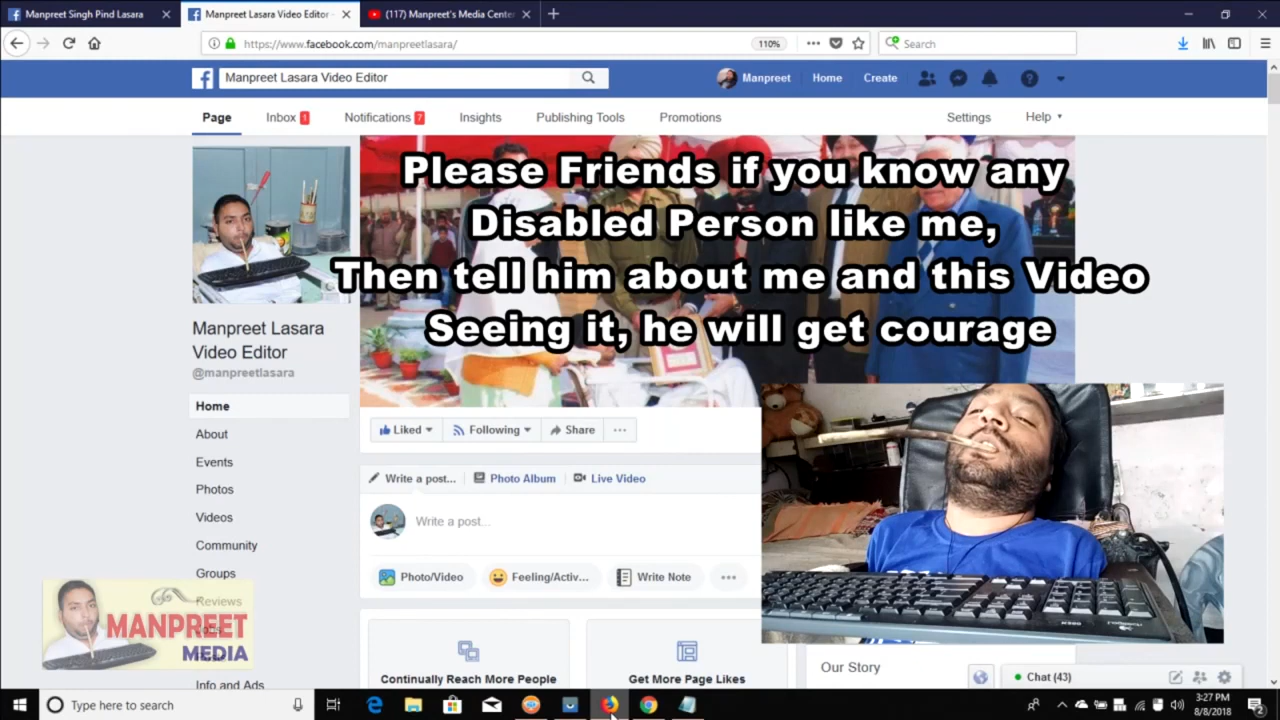 Manpreet Singh Pind Lasara
Manpreet Lasara Video Editor -
(117) Manpreet's Media Center
https://www.facebook.com/manpreetlasara/
110%
Search
Manpreet Lasara Video Editor
Manpreet
Home
Create
Page
Inbox 1
Notifications 7
Insights
Publishing Tools
Promotions
Settings
Help
Please Friends if you know any
Disabled Person like me,
Then tell him about me and this Video
Seeing it, he will get courage
Manpreet Lasara
Video Editor
@manpreetlasara
Home
About
Events
Photos
Videos
Community
Groups
Reviews
Info and Ads
Liked
Following
Share
Write a post...
Photo Album
Live Video
Write a post...
Photo/Video
Feeling/Activ...
Write Note
Continually Reach More People
Get More Page Likes
Our Story
MANPREET
MEDIA
Chat (43)
Type here to search
3:27 PM
8/8/2018
2